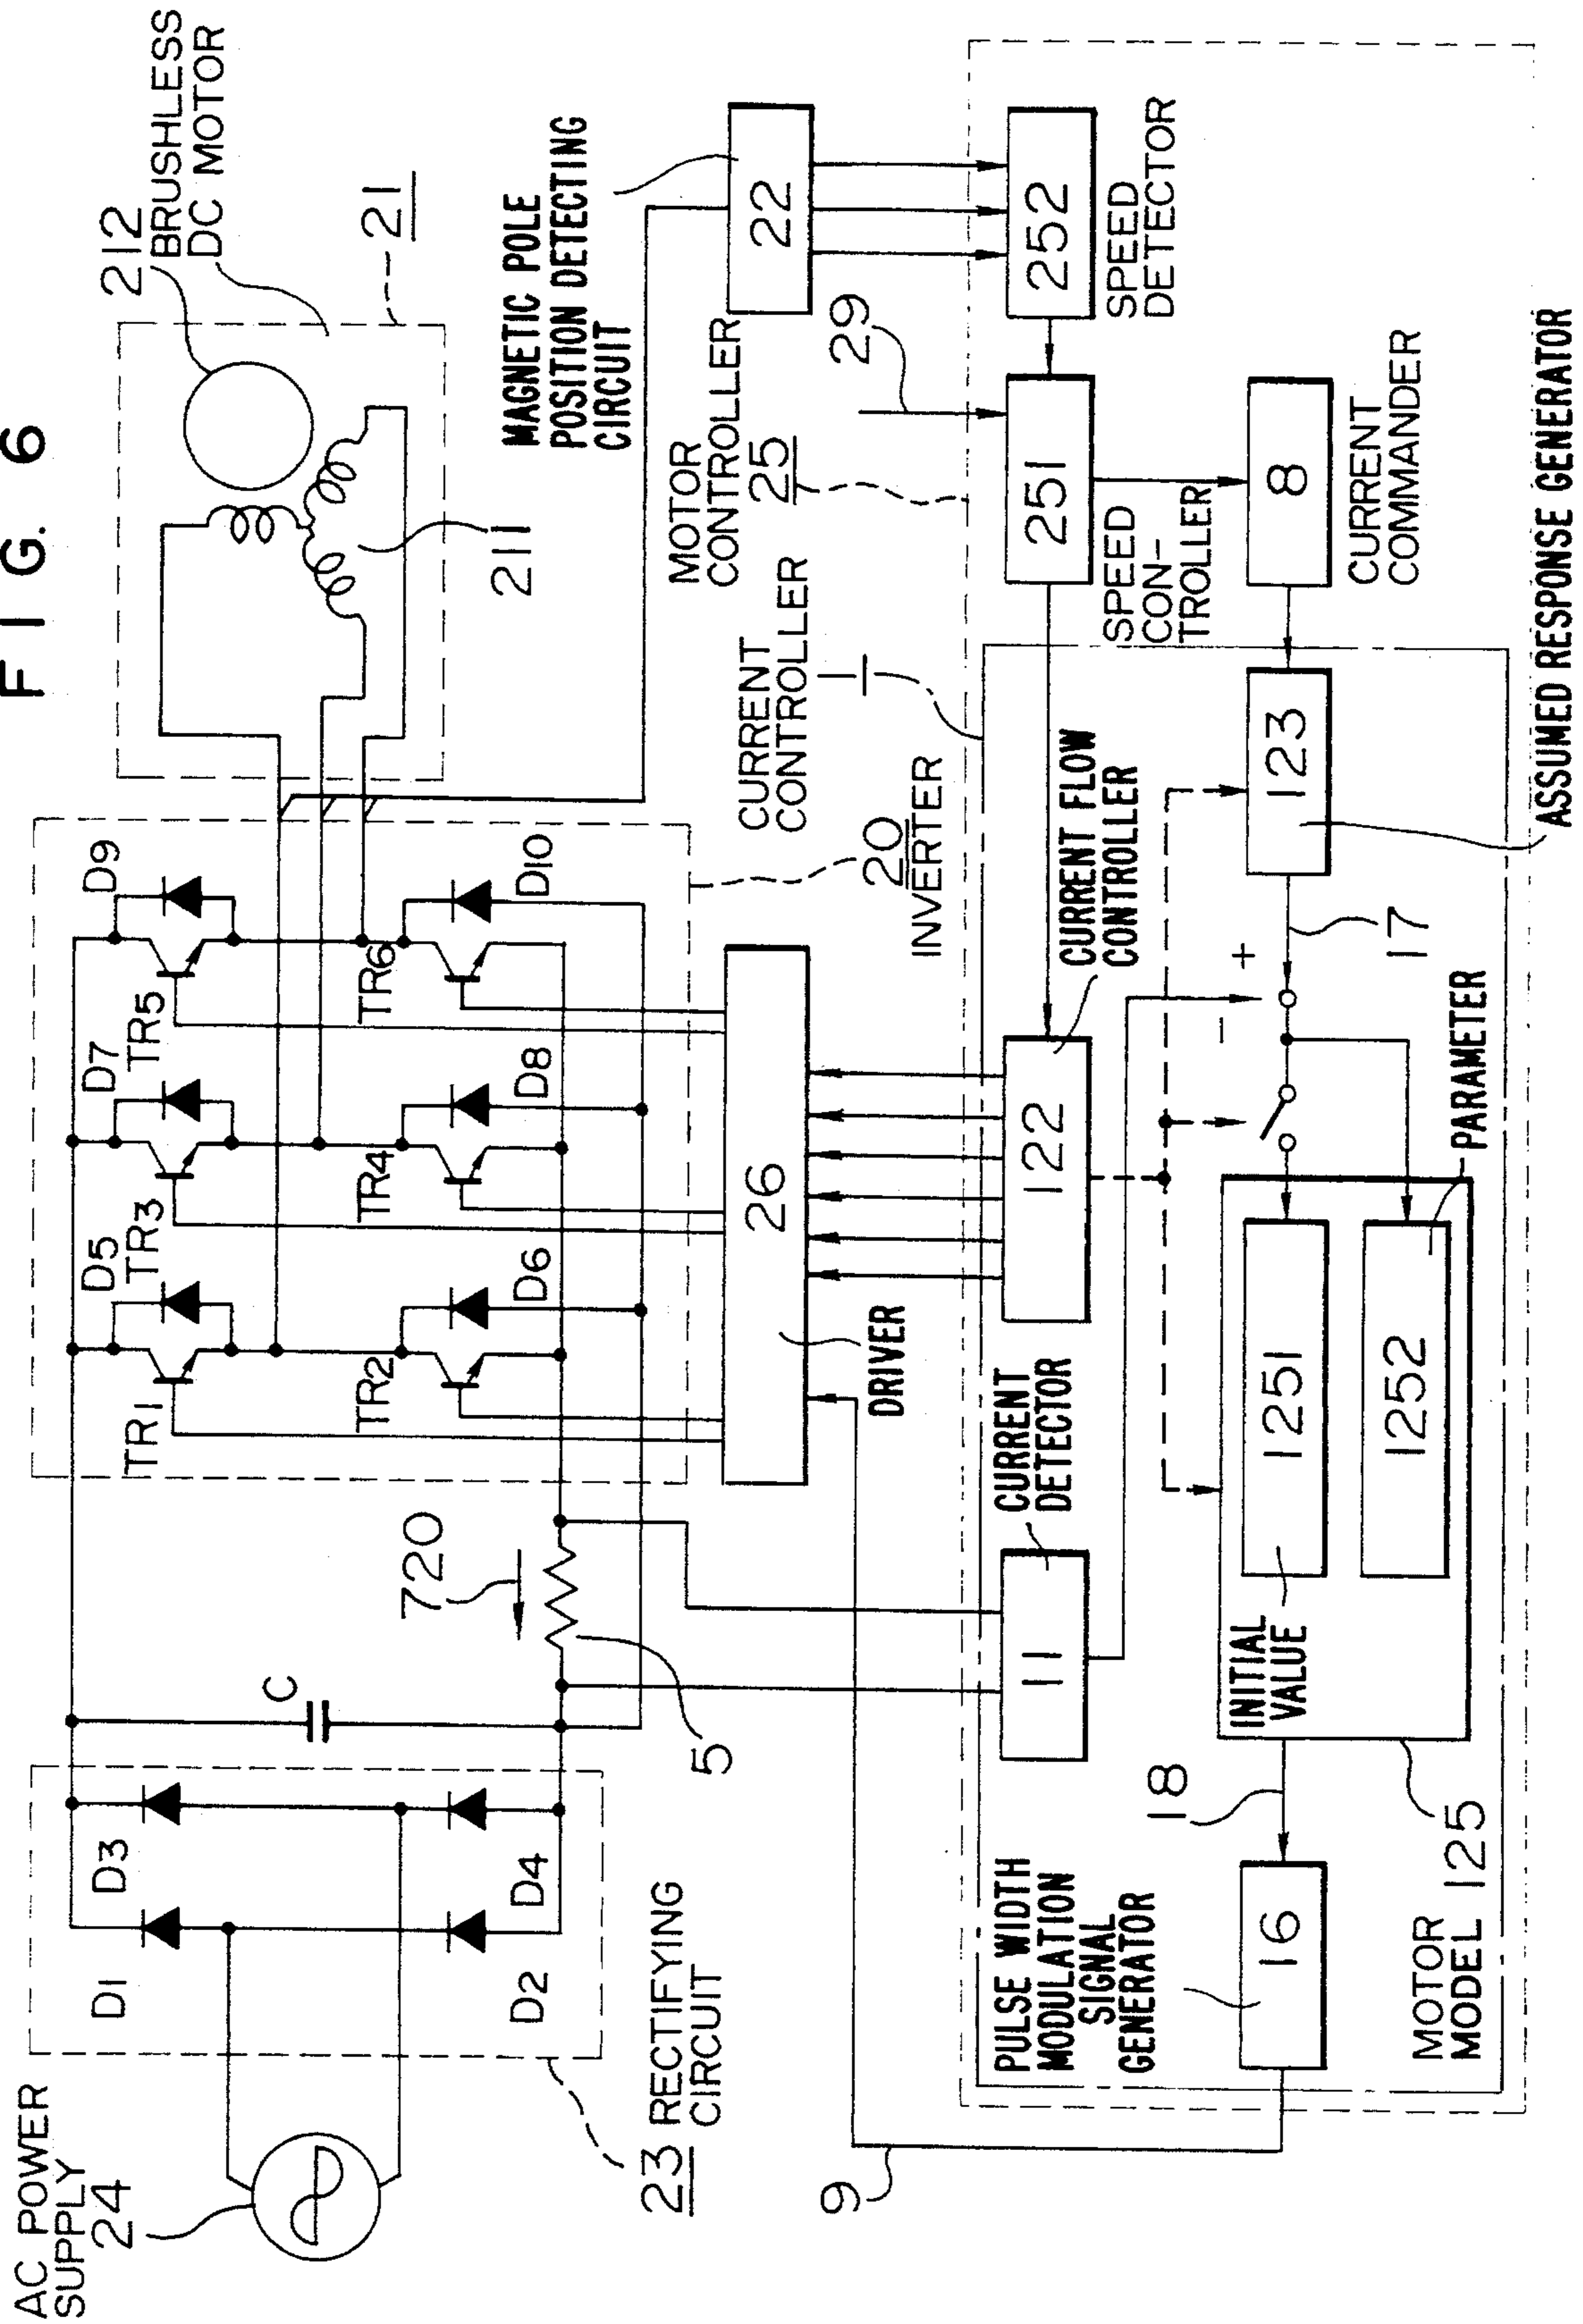 FIG. 6
AC POWER
SUPPLY
24
D1
D3
D2
D4
23 RECTIFYING
CIRCUIT
C
720
5
TR1
D5
TR3
D7
TR5
D9
TR2
D6
TR4
D8
TR6
D10
20
INVERTER
26
DRIVER
212
BRUSHLESS
DC MOTOR
21
211
MAGNETIC POLE
POSITION DETECTING
CIRCUIT
22
MOTOR
CONTROLLER
25
29
252
SPEED
DETECTOR
251
SPEED
CON-
TROLLER
8
CURRENT
COMMANDER
CURRENT
CONTROLLER
1
CURRENT FLOW
CONTROLLER
122
123
ASSUMED RESPONSE GENERATOR
17
+
-
CURRENT
DETECTOR
11
PARAMETER
1251
1252
INITIAL
VALUE
MOTOR
MODEL 125
18
PULSE WIDTH
MODULATION
SIGNAL
GENERATOR
16
9